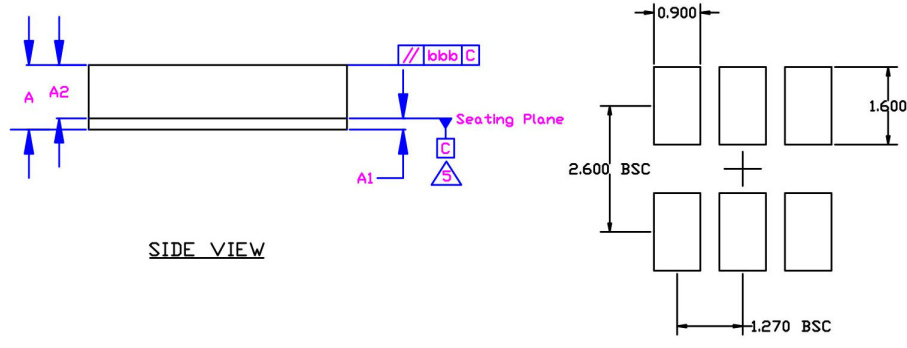 0.900
// bbb C
A
A2
1.600
Seating Plane
C
2.600 BSC
A1
5
SIDE VIEW
1.270 BSC